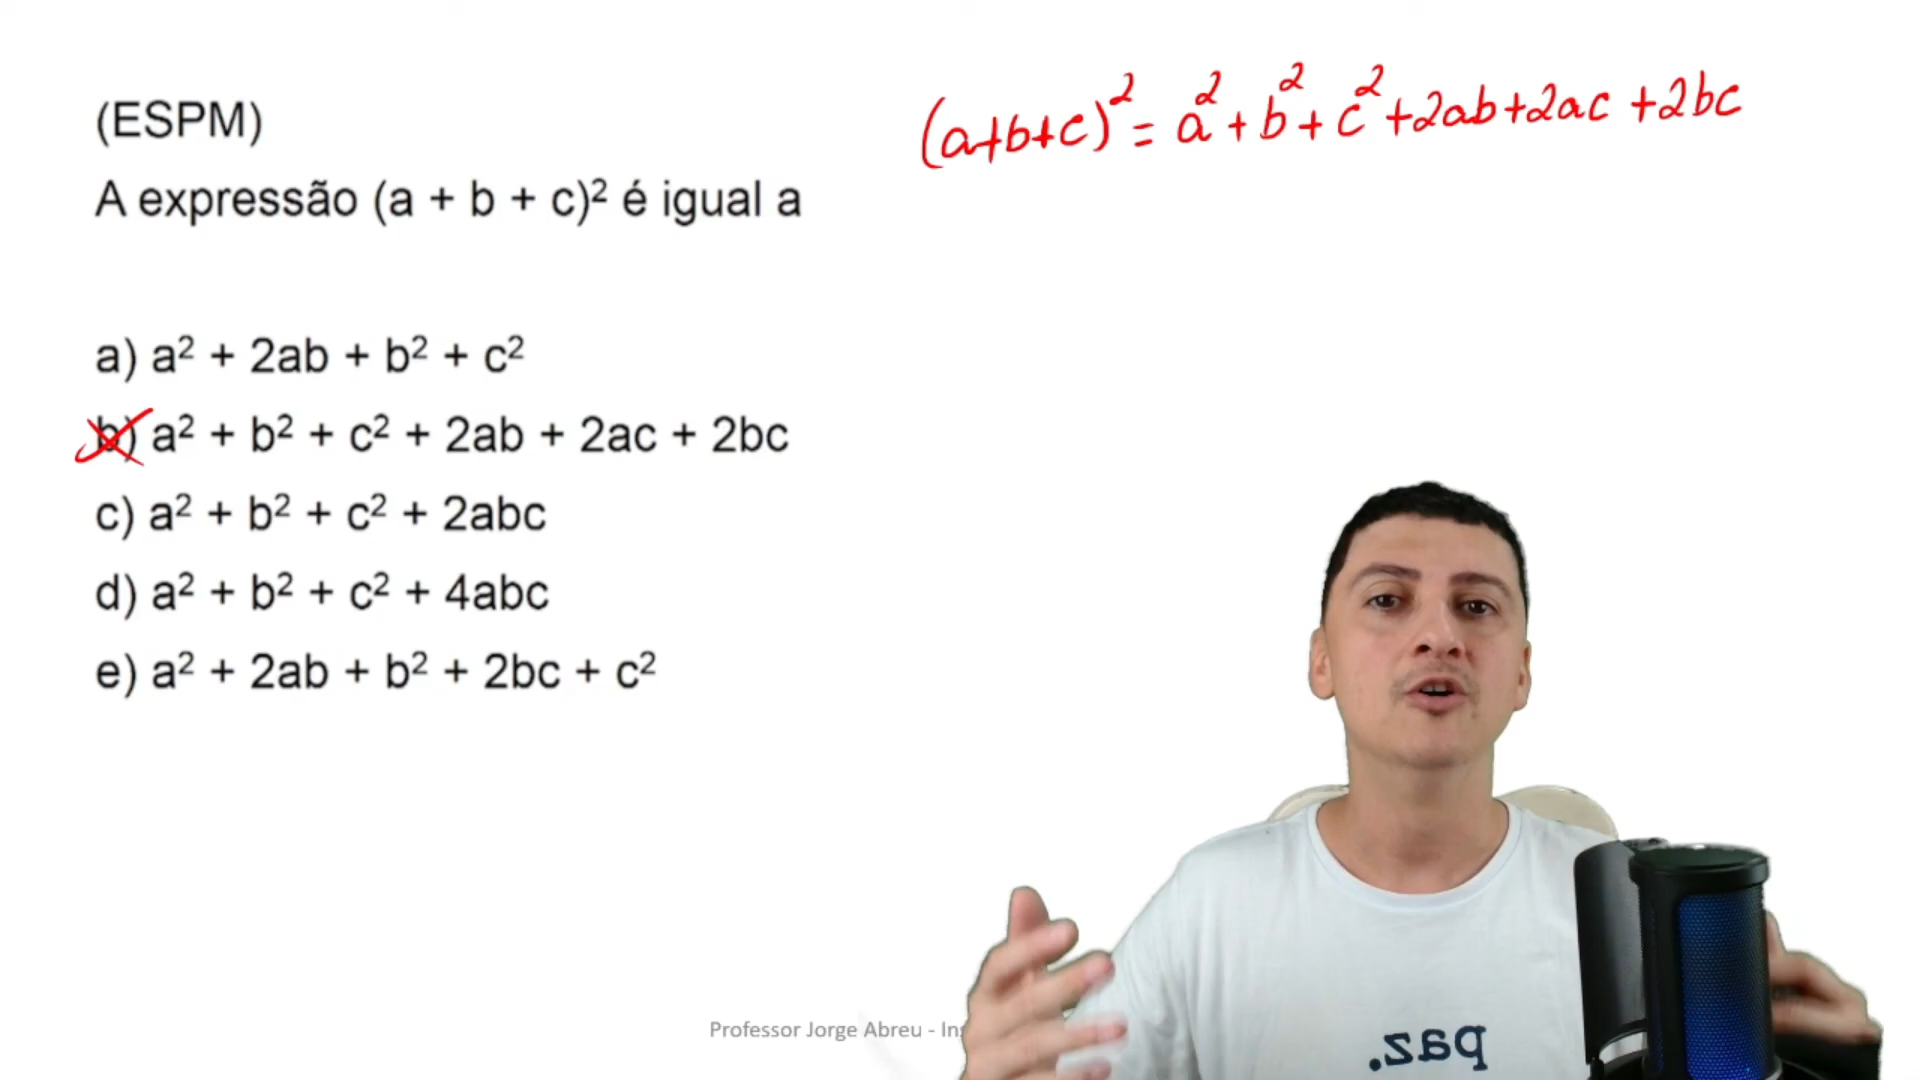 (ESPM)
(a+b+c)² = a² + b² + c² + 2ab + 2ac + 2bc
A expressão (a + b + c)² é igual a
a) a² + 2ab + b² + c²
b) a² + b² + c² + 2ab + 2ac + 2bc
c) a² + b² + c² + 2abc
d) a² + b² + c² + 4abc
e) a² + 2ab + b² + 2bc + c²
Professor Jorge Abreu -
paz.